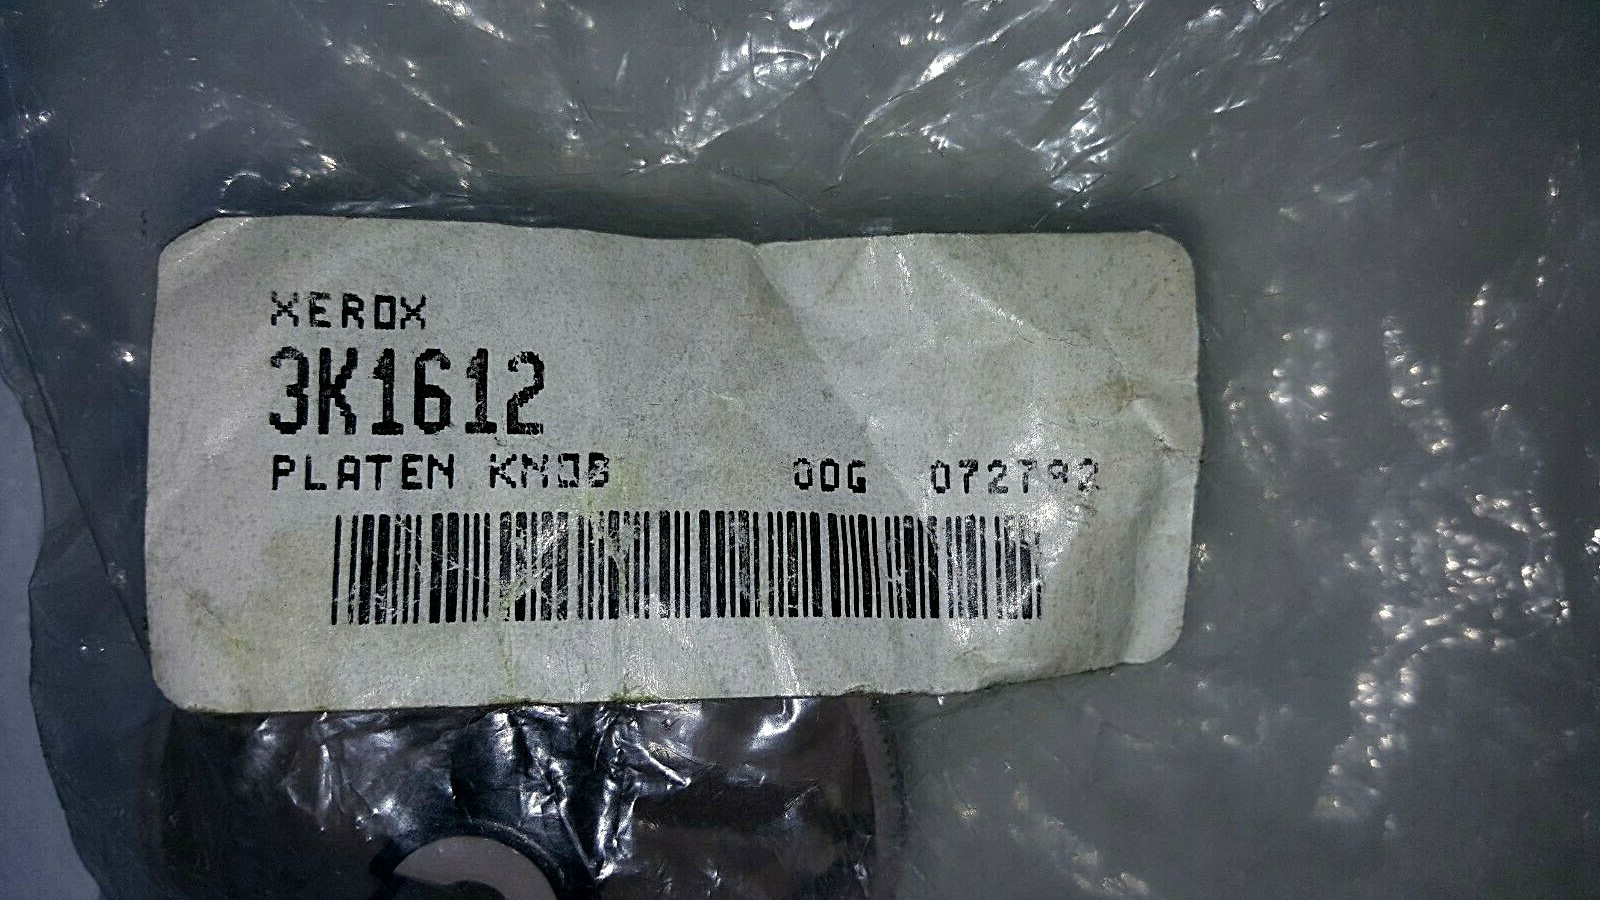 XEROX
3K1612
PLATEN KNOB 00G 072792